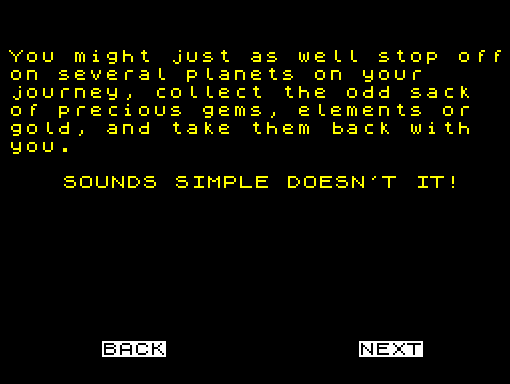 You might just as well stop off
on several planets on your
journey, collect the odd sack
of precious gems, elements or
gold, and take them back with
you.
SOUNDS SIMPLE DOESN'T IT!
BACK NEXT